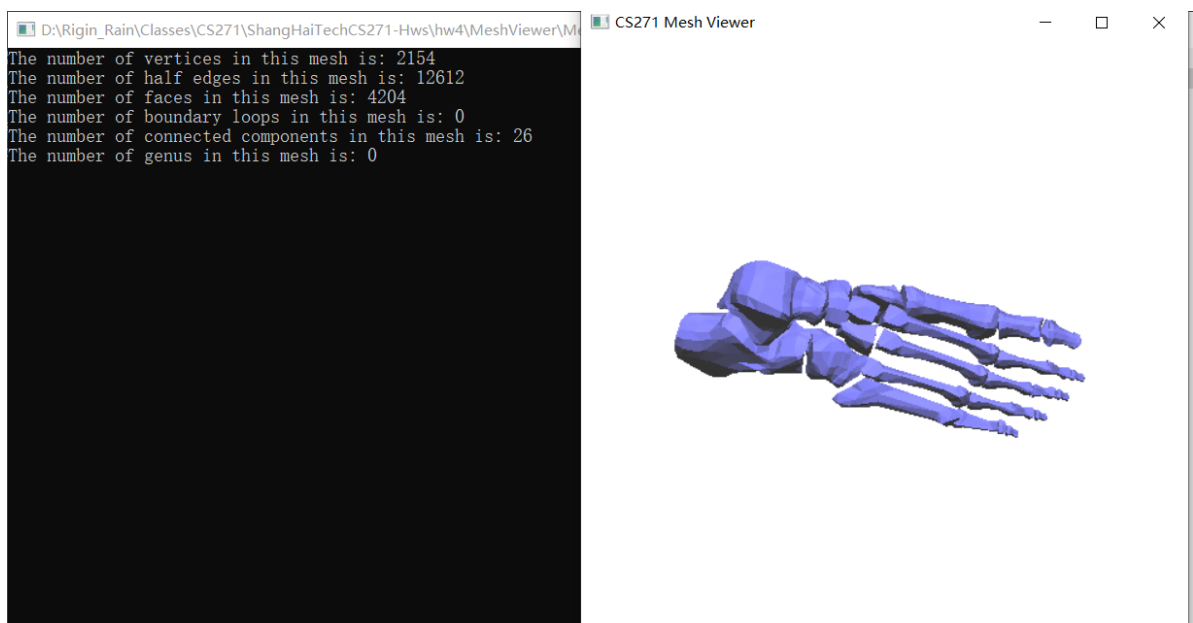 D:\Rigin_Rain\Classes\CS271\ShangHaiTechCS271-Hws\hw4\MeshViewer\Me
The number of vertices in this mesh is: 2154
The number of half edges in this mesh is: 12612
The number of faces in this mesh is: 4204
The number of boundary loops in this mesh is: 0
The number of connected components in this mesh is: 26
The number of genus in this mesh is: 0
CS271 Mesh Viewer